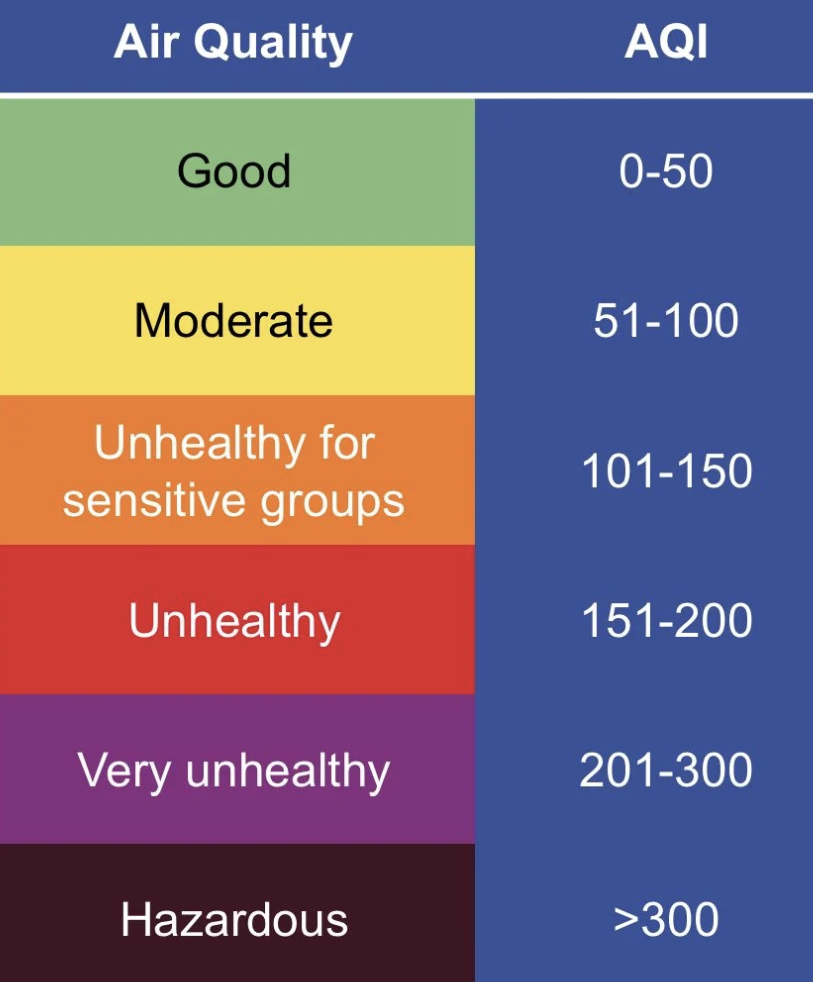 Air Quality AQI
Good 0-50
Moderate 51-100
Unhealthy for
sensitive groups 101-150
Unhealthy 151-200
Very unhealthy 201-300
Hazardous >300